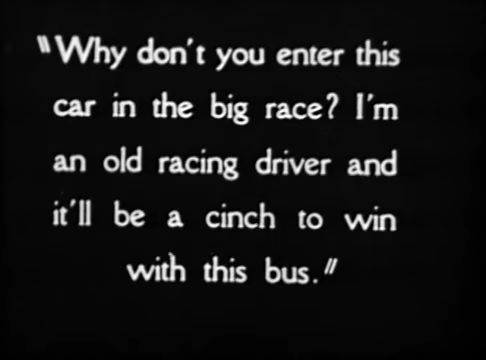 "Why don't you enter this
car in the big race? I'm
an old racing driver and
it'll be a cinch to win
with this bus."